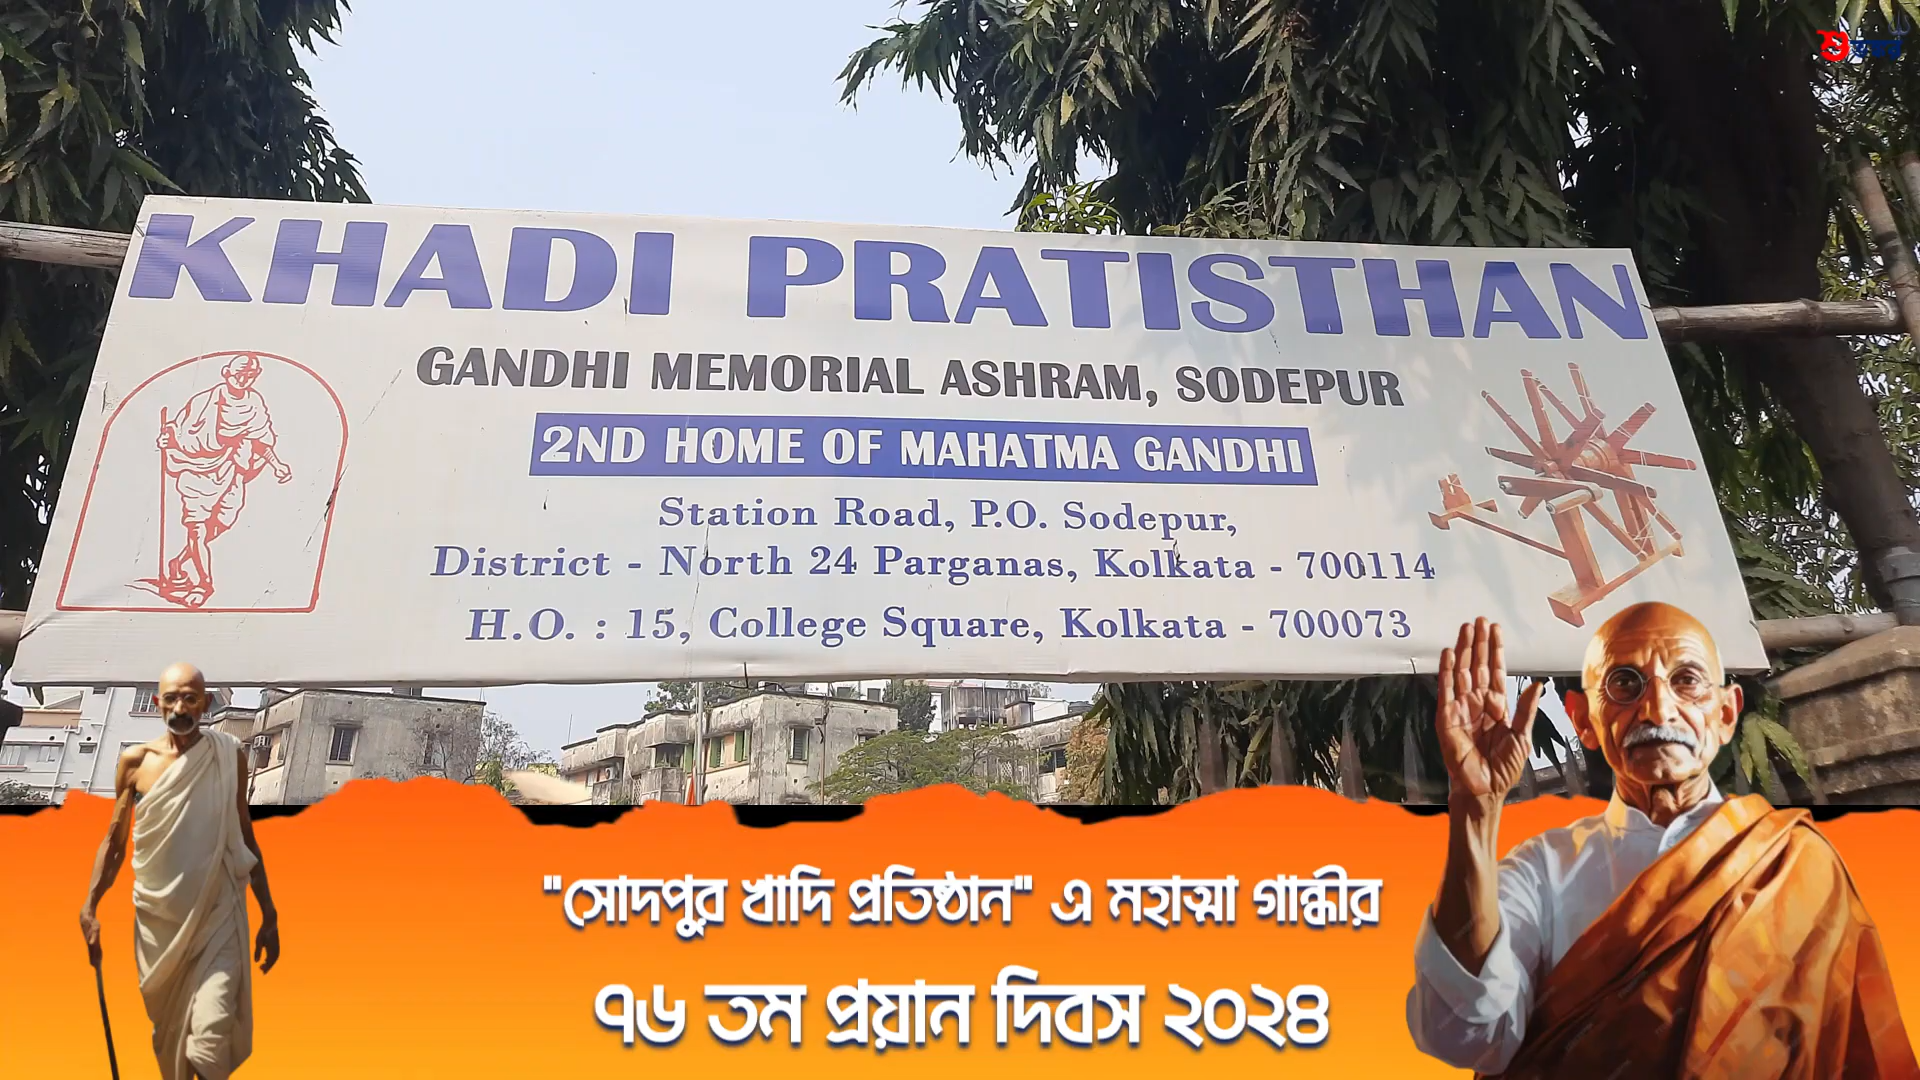 KHADI PRATISTHAN
GANDHI MEMORIAL ASHRAM, SODEPUR
2ND HOME OF MAHATMA GANDHI
Station Road, P.O. Sodepur,
District - North 24 Parganas, Kolkata - 700114
H.O. : 15, College Square, Kolkata - 700073
"সোদপুর খাদি প্রতিষ্ঠান" এ মহাত্মা গান্ধীর
৭৬ তম প্রয়ান দিবস ২০২৪